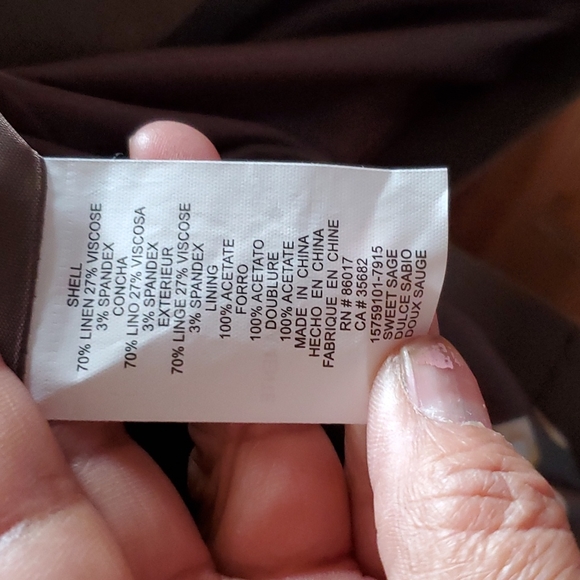 SHELL
70% LINEN 27% VISCOSE
3% SPANDEX
CONCHA
70% LINO 27% VISCOSA
3% SPANDEX
EXTERIEUR
70% LINGE 27% VISCOSE
3% SPANDEX
LINING
100% ACETATE
FORRO
100% ACETATO
DOUBLURE
100% ACETATE
MADE IN CHINA
HECHO EN CHINA
FABRIQUE EN CHINE
RN # 86017
CA # 35682
15759101-7915
SWEET SAGE
DULCE SABIO
DOUX SAUGE